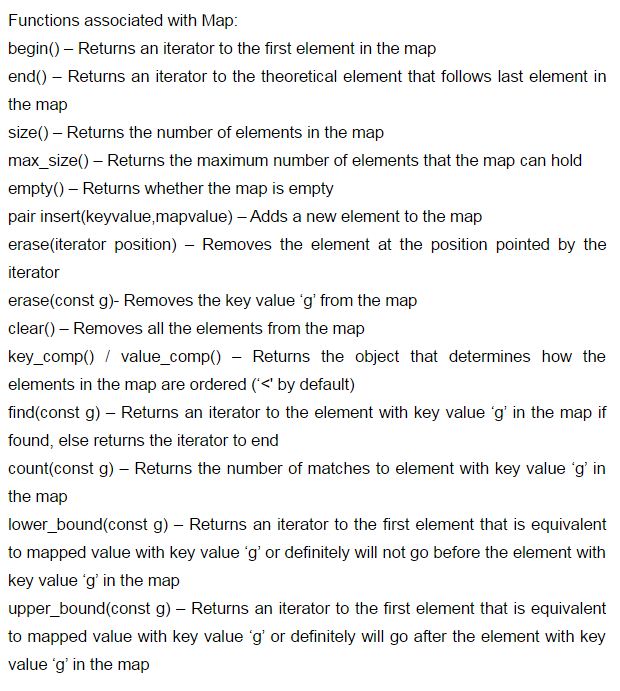 Functions associated with Map:
begin() – Returns an iterator to the first element in the map
end() – Returns an iterator to the theoretical element that follows last element in
the map
size() – Returns the number of elements in the map
max_size() – Returns the maximum number of elements that the map can hold
empty() – Returns whether the map is empty
pair insert(keyvalue,mapvalue) – Adds a new element to the map
erase(iterator position) – Removes the element at the position pointed by the
iterator
erase(const g)- Removes the key value ‘g’ from the map
clear() – Removes all the elements from the map
key_comp() / value_comp() – Returns the object that determines how the
elements in the map are ordered (‘<' by default)
find(const g) – Returns an iterator to the element with key value ‘g’ in the map if
found, else returns the iterator to end
count(const g) – Returns the number of matches to element with key value ‘g’ in
the map
lower_bound(const g) – Returns an iterator to the first element that is equivalent
to mapped value with key value ‘g’ or definitely will not go before the element with
key value ‘g’ in the map
upper_bound(const g) – Returns an iterator to the first element that is equivalent
to mapped value with key value ‘g’ or definitely will go after the element with key
value ‘g’ in the map